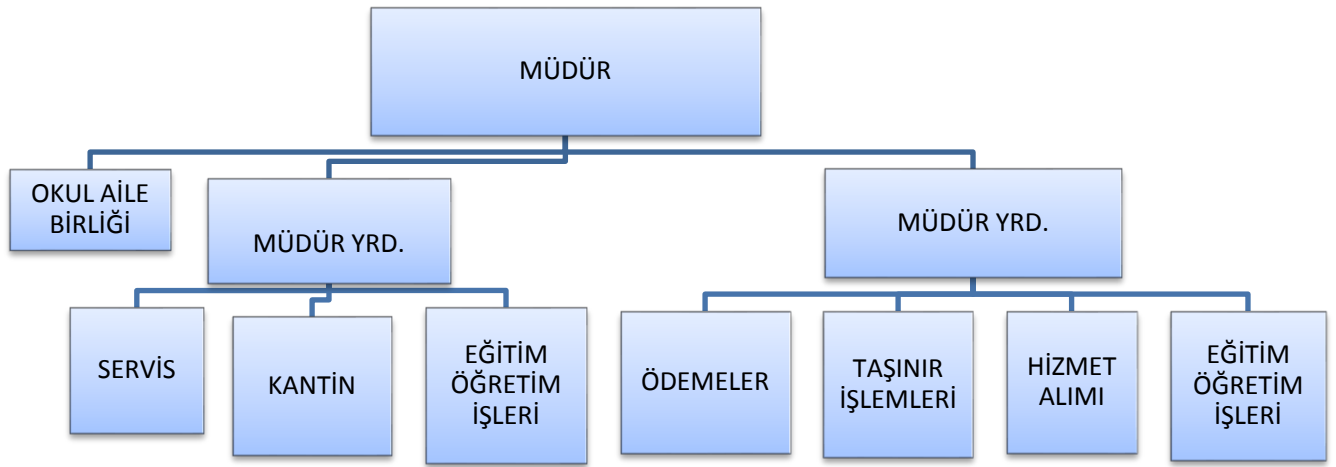 MÜDÜR
OKUL AİLE
BİRLİĞİ
MÜDÜR YRD.
MÜDÜR YRD.
SERVİS
KANTİN
EĞİTİM
ÖĞRETİM
İŞLERİ
ÖDEMELER
TAŞINIR
İŞLEMLERİ
HİZMET
ALIMI
EĞİTİM
ÖĞRETİM
İŞLERİ